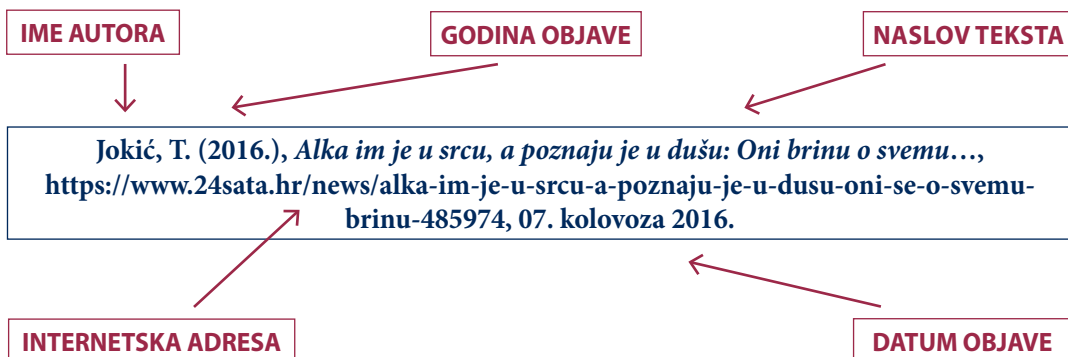 IME AUTORA
GODINA OBJAVE
NASLOV TEKSTA
Jokić, T. (2016.), Alka im je u srcu, a poznaju je u dušu: Oni brinu o svemu…,
https://www.24sata.hr/news/alka-im-je-u-srcu-a-poznaju-je-u-dusu-oni-se-o-svemu-
brinu-485974, 07. kolovoza 2016.
INTERNETSKA ADRESA
DATUM OBJAVE